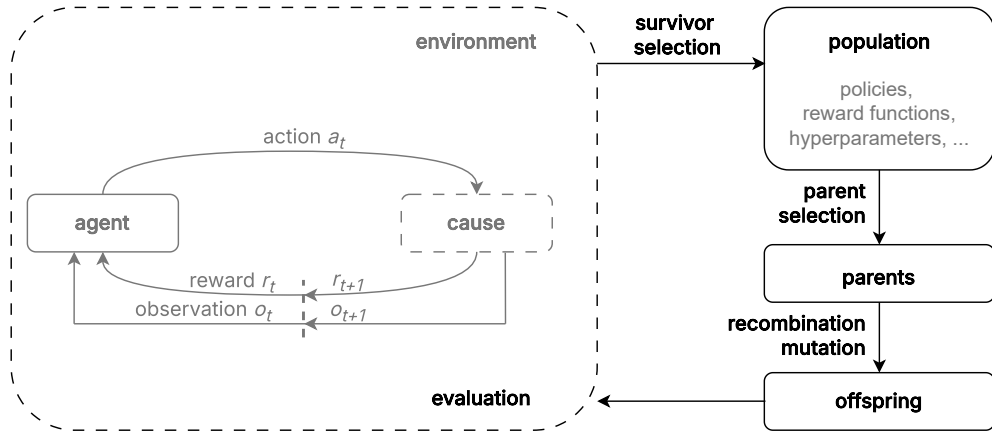 environment
survivor
selection
population
policies,
reward functions,
hyperparameters, ...
action a_t
agent
cause
parent
selection
reward r_t
r_{t+1}
observation o_t
o_{t+1}
parents
recombination
mutation
evaluation
offspring